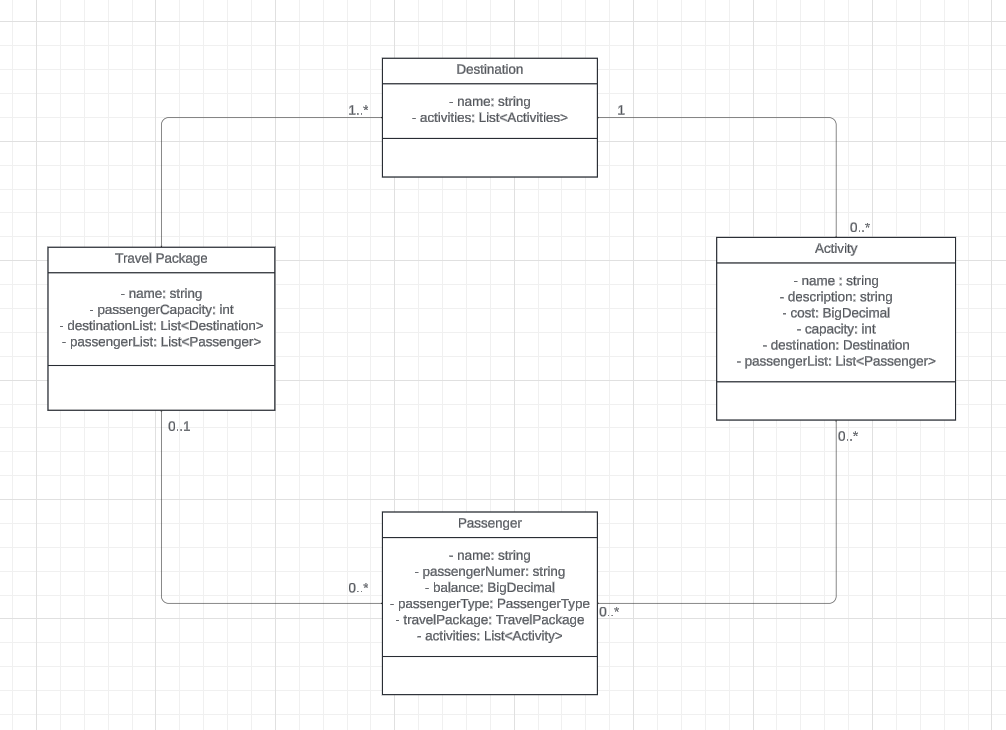 Destination
- name: string
- activities: List<Activities>
1..*
1
0..*
Travel Package
- name: string
- passengerCapacity: int
- destinationList: List<Destination>
- passengerList: List<Passenger>
Activity
- name : string
- description: string
- cost: BigDecimal
- capacity: int
- destination: Destination
- passengerList: List<Passenger>
0..1
0..*
Passenger
- name: string
- passengerNumer: string
- balance: BigDecimal
- passengerType: PassengerType
- travelPackage: TravelPackage
- activities: List<Activity>
0..*
0..*